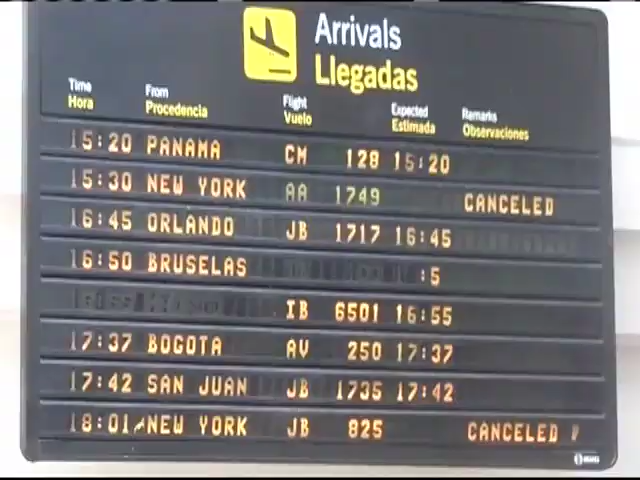 Arrivals
Llegadas
Time From Flight Expected Remarks
Hora Procedencia Vuelo Estimada Observaciones
15:20 PANAMA CM 128 15:20
15:30 NEW YORK AA 1749 CANCELED
16:45 ORLANDO JB 1717 16:45
16:50 BRUSELAS :5
IB 6501 16:55
17:37 BOGOTA AV 250 17:37
17:42 SAN JUAN JB 1735 17:42
18:01 NEW YORK JB 825 CANCELED